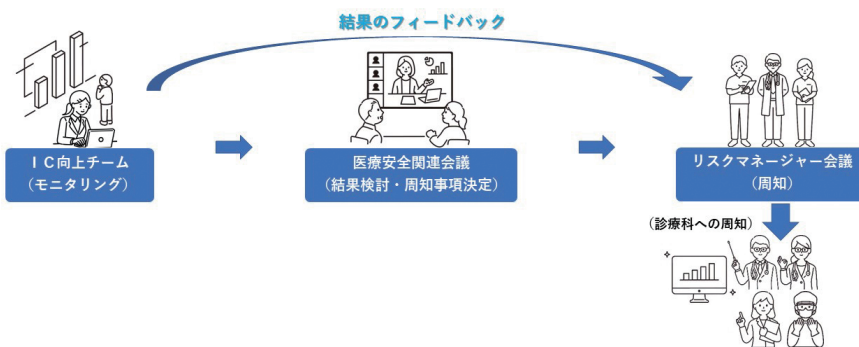 結果のフィードバック
ＩＣ向上チーム
（モニタリング）
医療安全関連会議
（結果検討・周知事項決定）
リスクマネージャー会議
（周知）
（診療科への周知）